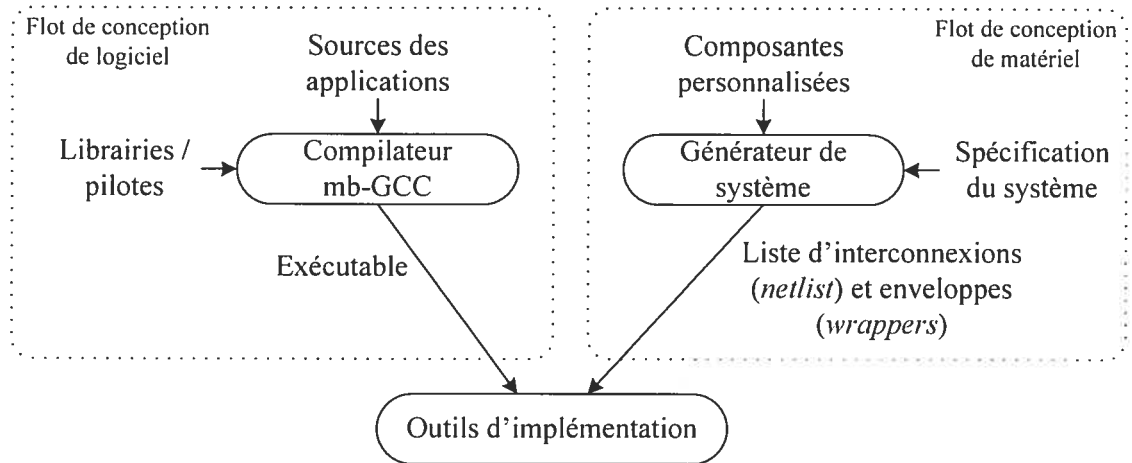 Flot de conception
de logiciel
Sources des
applications
Librairies /
pilotes
Compilateur
mb-GCC
Exécutable
Composantes
personnalisées
Flot de conception
de matériel
Générateur de
système
Spécification
du système
Liste d'interconnexions
(netlist) et enveloppes
(wrappers)
Outils d'implémentation